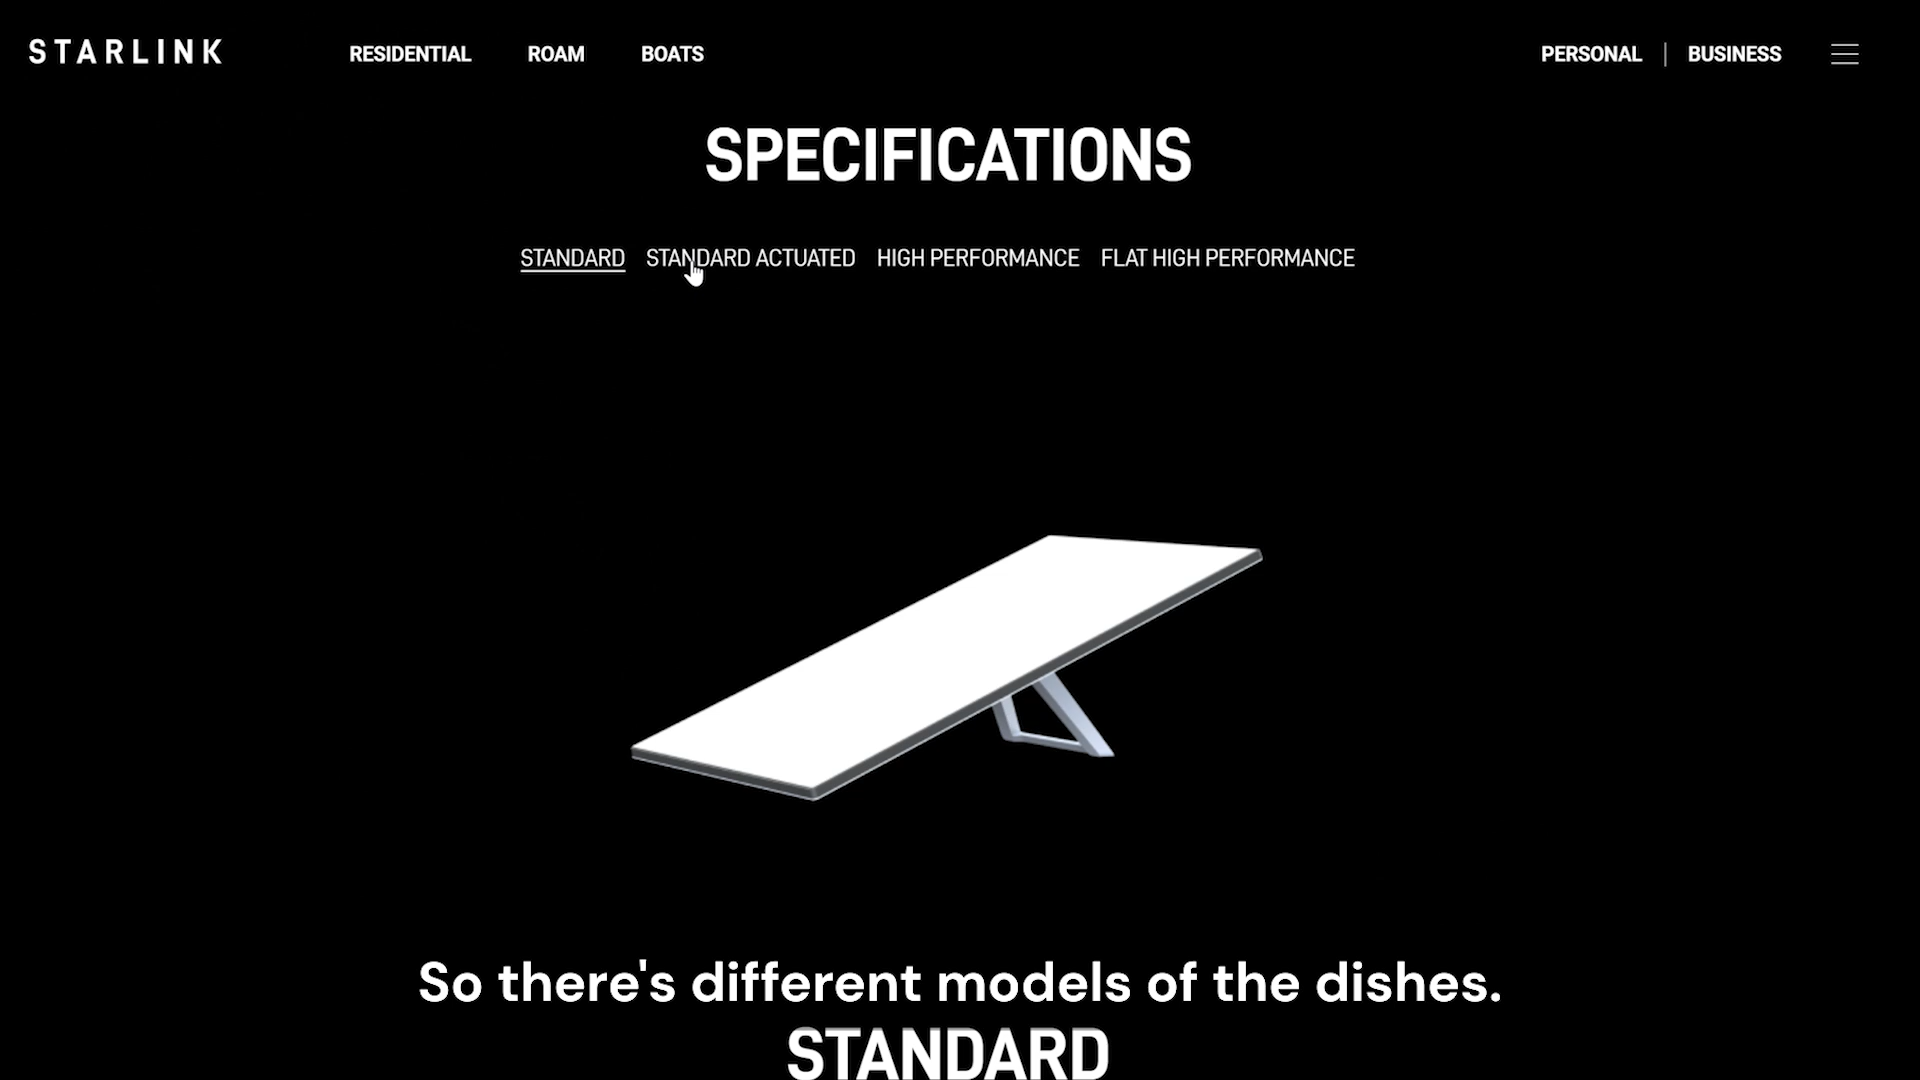 STARLINK RESIDENTIAL ROAM BOATS PERSONAL | BUSINESS
SPECIFICATIONS
STANDARD STANDARD ACTUATED HIGH PERFORMANCE FLAT HIGH PERFORMANCE
So there's different models of the dishes.
STANDARD